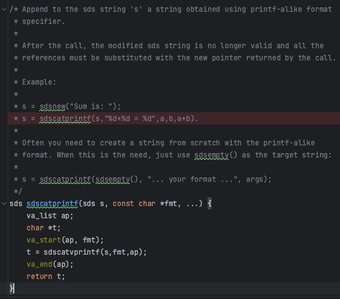 /* Append to the sds string 's' a string obtained using printf-alike format
 * specifier.
 *
 * After the call, the modified sds string is no longer valid and all the
 * references must be substituted with the new pointer returned by the call.
 *
 * Example:
 *
 * s = sdsnew("Sum is: ");
 * s = sdscatprintf(s,"%d+%d = %d",a,b,a+b).
 *
 * Often you need to create a string from scratch with the printf-alike
 * format. When this is the need, just use sdsempty() as the target string:
 *
 * s = sdscatprintf(sdsempty(), "... your format ...", args);
 */
sds sdscatprintf(sds s, const char *fmt, ...) {
    va_list ap;
    char *t;
    va_start(ap, fmt);
    t = sdscatvprintf(s,fmt,ap);
    va_end(ap);
    return t;
}